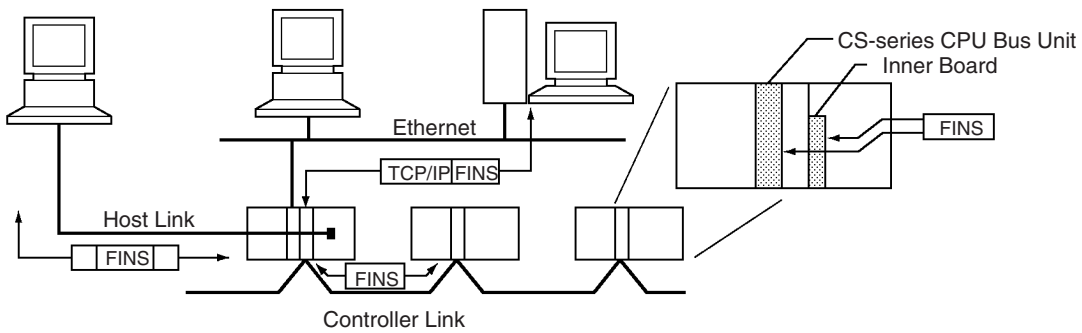 CS-series CPU Bus Unit
Inner Board
Ethernet
FINS
TCP/IP FINS
Host Link
FINS
FINS
Controller Link